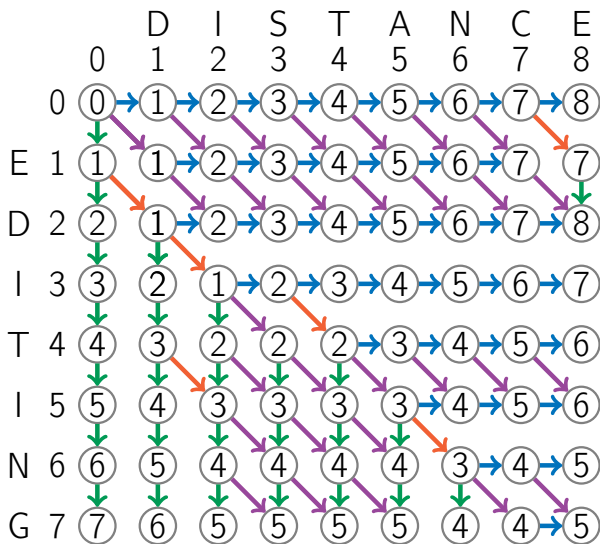 D I S T A N C E
0 1 2 3 4 5 6 7 8
0 0 1 2 3 4 5 6 7 8
E 1 1 1 2 3 4 5 6 7 7
D 2 2 1 2 3 4 5 6 7 8
I 3 3 2 1 2 3 4 5 6 7
T 4 4 3 2 2 2 3 4 5 6
I 5 5 4 3 3 3 3 4 5 6
N 6 6 5 4 4 4 4 3 4 5
G 7 7 6 5 5 5 5 4 4 5